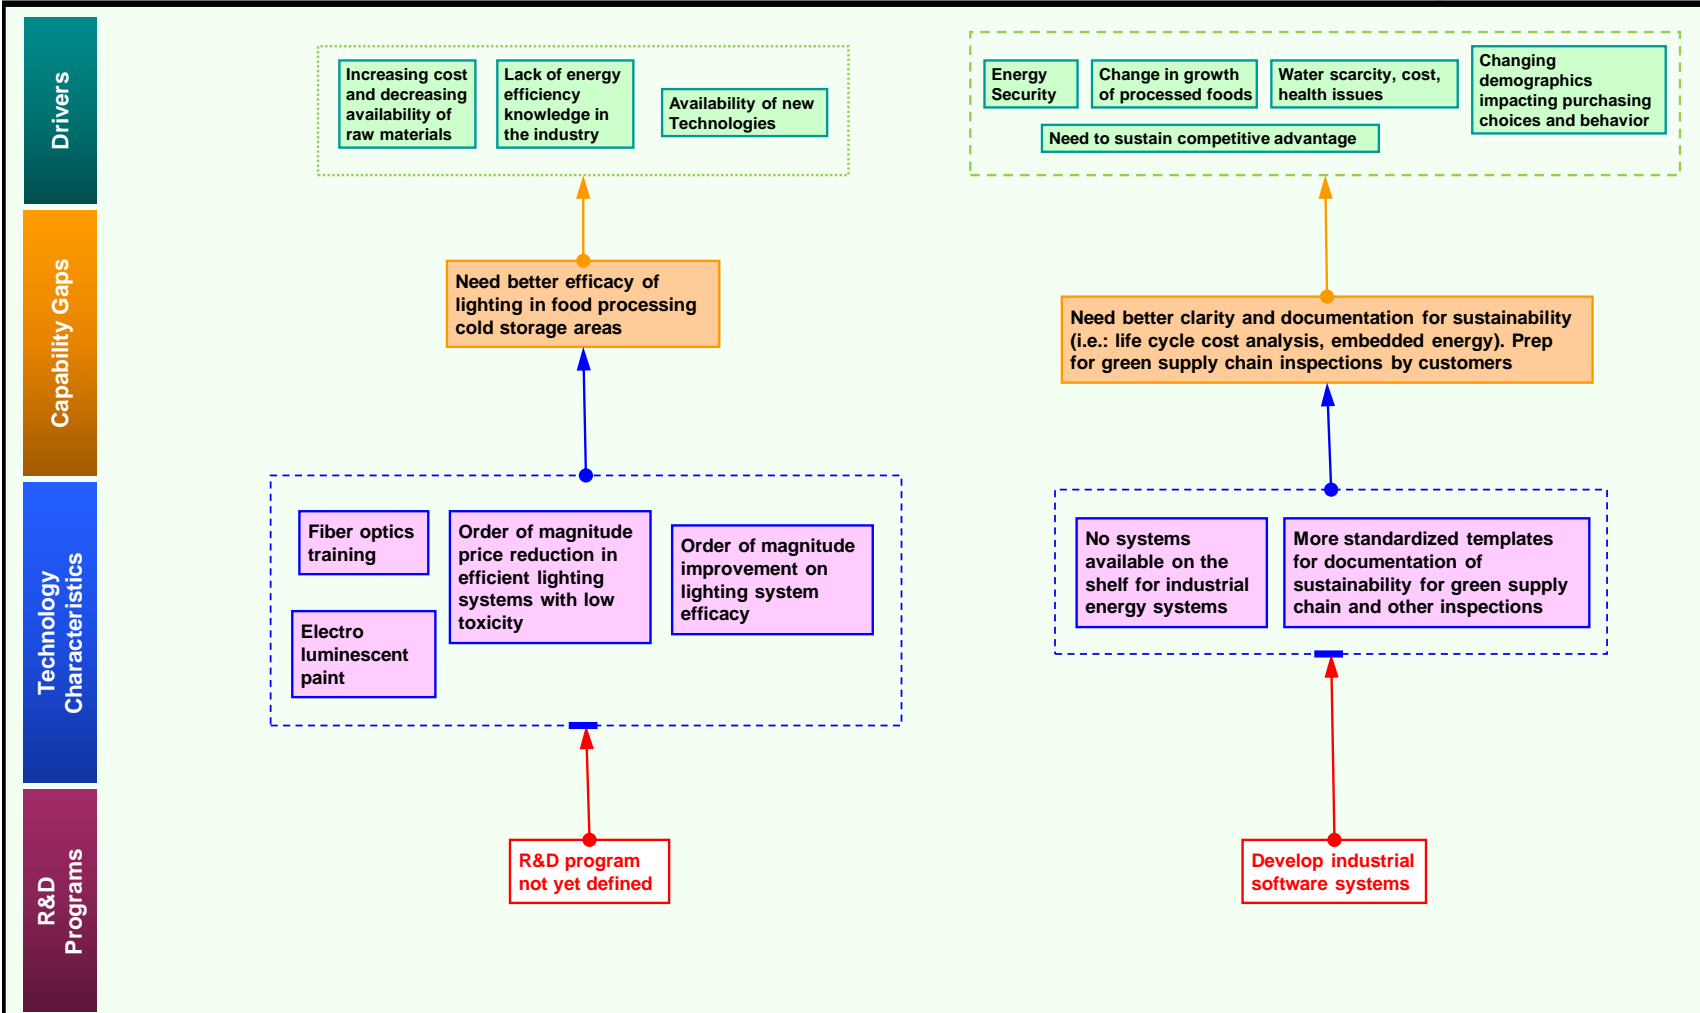 Drivers
Increasing cost
and decreasing
availability of
raw materials
Lack of energy
efficiency
knowledge in
the industry
Availability of new
Technologies
Energy
Security
Change in growth
of processed foods
Water scarcity, cost,
health issues
Changing
demographics
impacting purchasing
choices and behavior
Need to sustain competitive advantage
Capability Gaps
Need better efficacy of
lighting in food processing
cold storage areas
Need better clarity and documentation for sustainability
(i.e.: life cycle cost analysis, embedded energy). Prep
for green supply chain inspections by customers
Technology
Characteristics
Fiber optics
training
Order of magnitude
price reduction in
efficient lighting
systems with low
toxicity
Order of magnitude
improvement on
lighting system
efficacy
Electro
luminescent
paint
No systems
available on the
shelf for industrial
energy systems
More standardized templates
for documentation of
sustainability for green supply
chain and other inspections
R&D
Programs
R&D program
not yet defined
Develop industrial
software systems